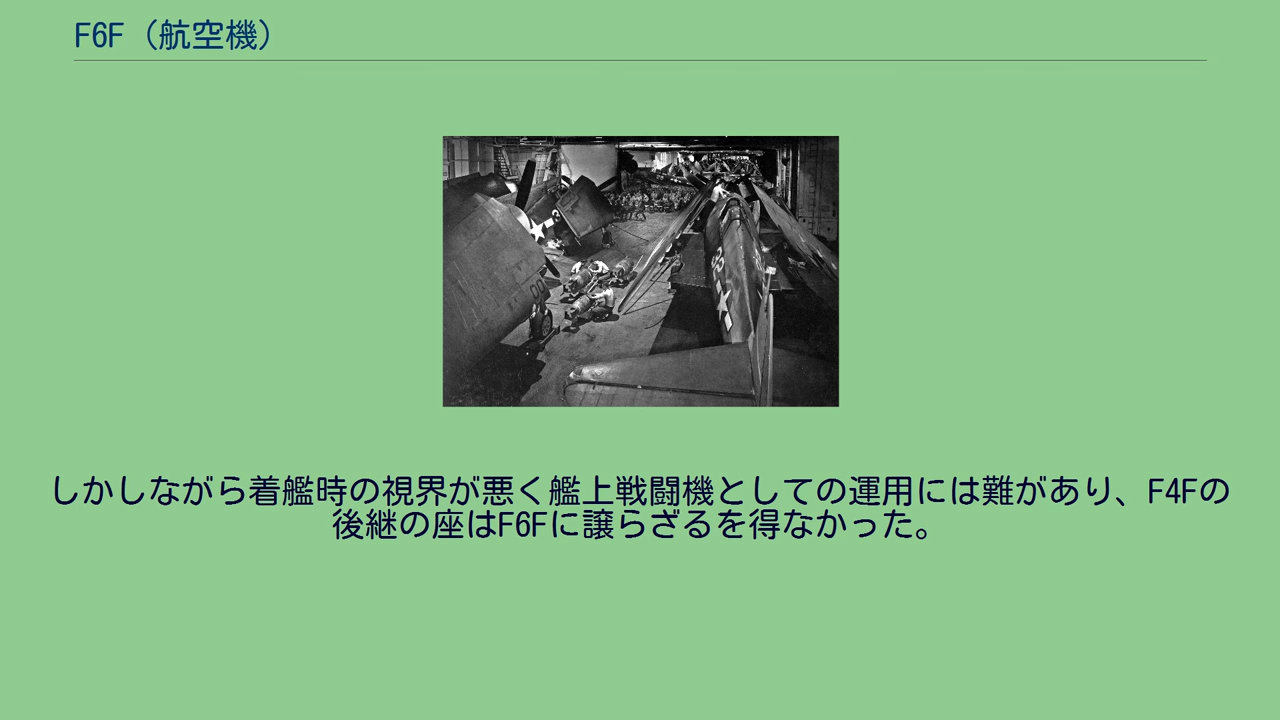 F6F（航空機）
32
3
00
しかしながら着艦時の視界が悪く艦上戦闘機としての運用には難があり、F4Fの
後継の座はF6Fに譲らざるを得なかった。